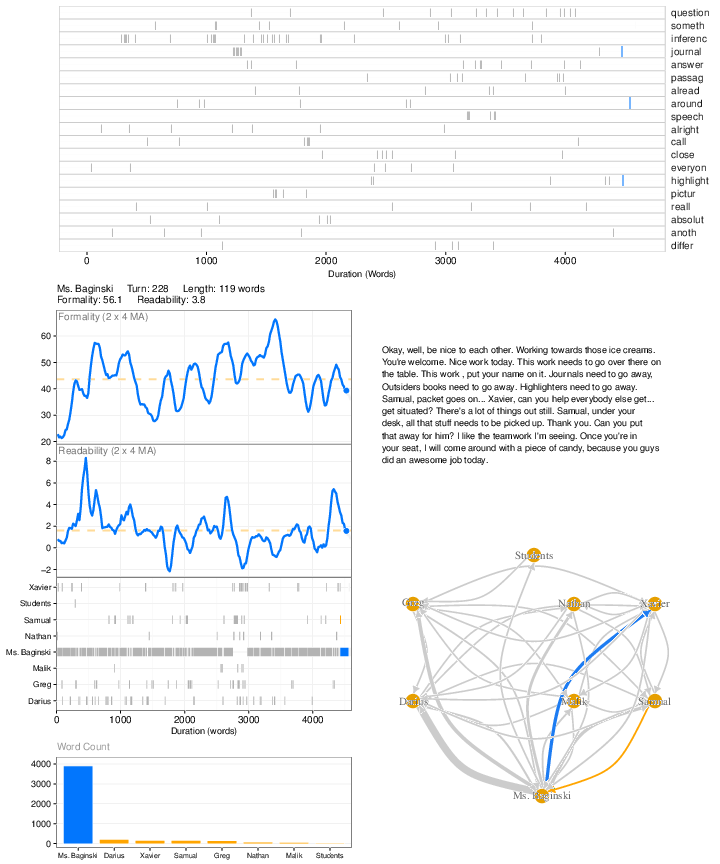 question
someth
inferenc
journal
answer
passag
alread
around
speech
alright
call
close
everyon
highlight
pictur
reall
absolut
anoth
differ
0 1000 2000 3000 4000
Duration (Words)
Ms. Baginski Turn: 228 Length: 119 words
Formality: 56.1 Readability: 3.8
Formality (2 x 4 MA)
60
50
40
30
20
Readability (2 x 4 MA)
8
6
4
2
0
−2
Xavier
Students
Samual
Nathan
Ms. Baginski
Malik
Greg
Darius
0 1000 2000 3000 4000
Duration (words)
Word Count
4000
3000
2000
1000
0
Ms. Baginski Darius Xavier Samual Greg Nathan Malik Students
Okay, well, be nice to each other. Working towards those ice creams.
You're welcome. Nice work today. This work needs to go over there on
the table. This work , put your name on it. Journals need to go away,
Outsiders books need to go away. Highlighters need to go away.
Samual, packet goes on... Xavier, can you help everybody else get...
get situated? There's a lot of things out still. Samual, under your
desk, all that stuff needs to be picked up. Thank you. Can you put
that away for him? I like the teamwork I'm seeing. Once you're in
your seat, I will come around with a piece of candy, because you guys
did an awesome job today.
Students
Greg Nathan Xavier
Darius Malik Samual
Ms. Baginski